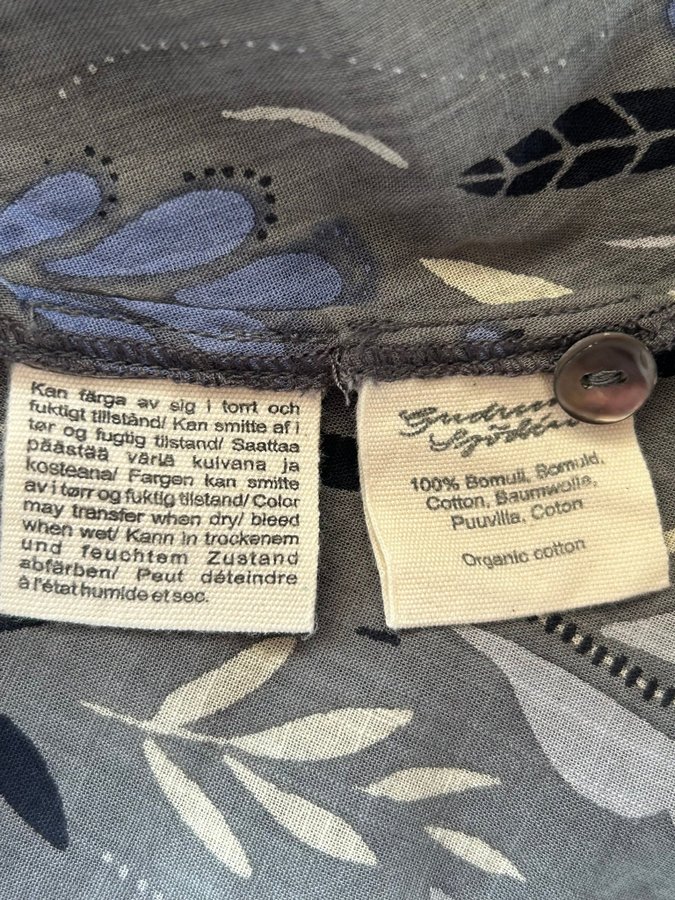 Kan färga av sig i torrt och
fuktigt tillstånd/ Kan smitte af i
tør og fugtig tilstand/ Saattaa
päästää väriä kuivana ja
kosteana/ Fargen kan smitte
av i tørr og fuktig tilstand/ Color
may transfer when dry/ bleed
when wet/ Kann in trockenem
und feuchtem Zustand
abfärben/ Peut déteindre
à l'état humide et sec.
Gudrun
Sjödén
100% Bomull, Bomuld,
Cotton, Baumwolle,
Puuvilla, Coton
Organic cotton